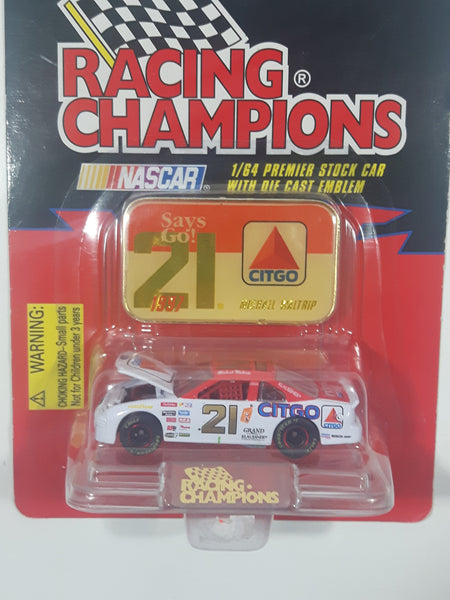 RACING ®
CHAMPIONS
NASCAR®
1/64 PREMIER STOCK CAR
WITH DIE CAST EMBLEM
Says
Go!
21
CITGO
MICHAEL WALTRIP
WARNING:
CHOKING HAZARD-Small parts
Not for Children under 3 years
21 CITGO
CITGO
GRAND
RACING
CHAMPIONS